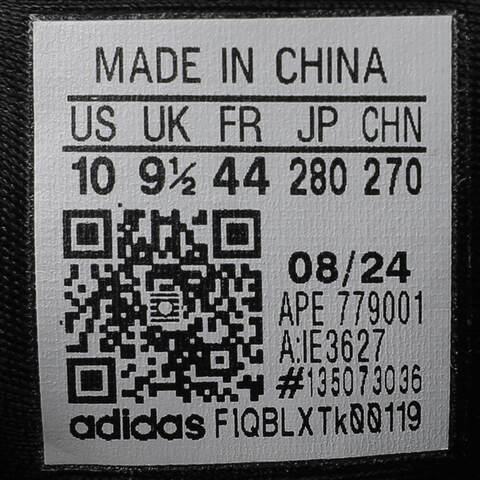 MADE IN CHINA
US UK FR JP CHN
10 9½ 44 280 270
08/24
APE 779001
A:IE3627
#135073036
adidas F1QBLXTk00119